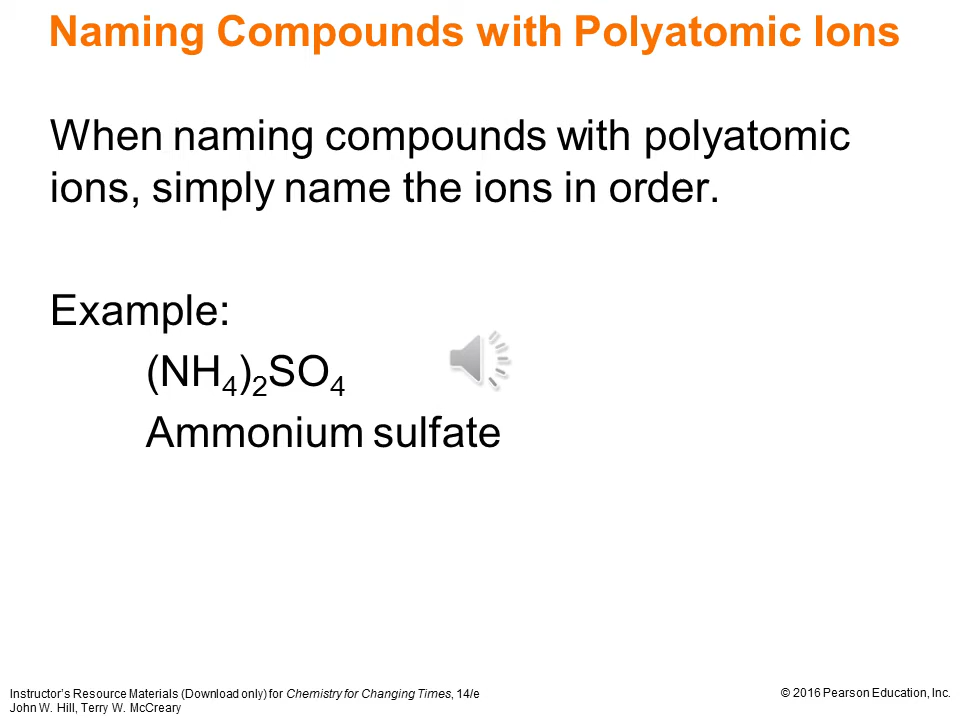 Naming Compounds with Polyatomic Ions
When naming compounds with polyatomic
ions, simply name the ions in order.
Example:
(NH₄)₂SO₄
Ammonium sulfate
Instructor's Resource Materials (Download only) for Chemistry for Changing Times, 14/e
John W. Hill, Terry W. McCreary
© 2016 Pearson Education, Inc.